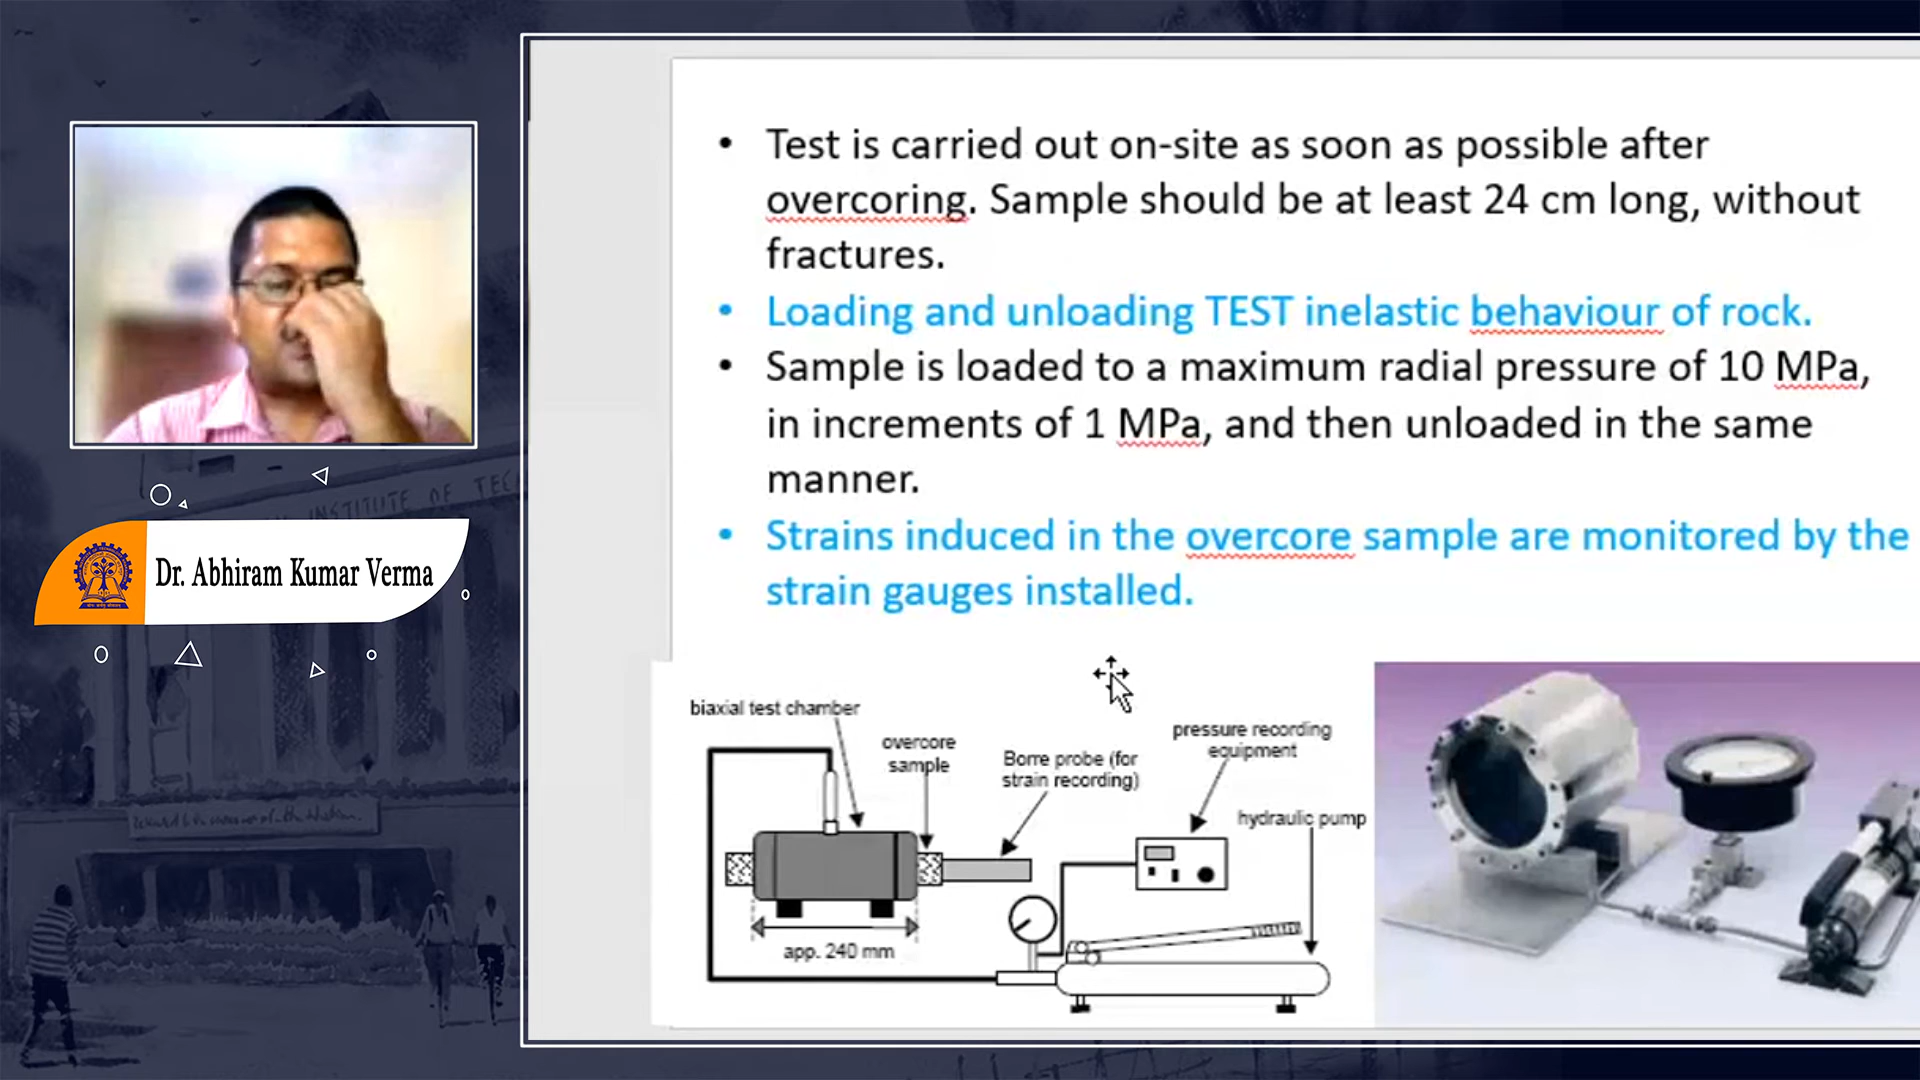 • Test is carried out on-site as soon as possible after
overcoring. Sample should be at least 24 cm long, without
fractures.
• Loading and unloading TEST inelastic behaviour of rock.
• Sample is loaded to a maximum radial pressure of 10 MPa,
in increments of 1 MPa, and then unloaded in the same
manner.
• Strains induced in the overcore sample are monitored by the
strain gauges installed.
INSTITUTE OF TEC
Dr. Abhiram Kumar Verma
biaxial test chamber
overcore
sample
Borre probe (for
strain recording)
pressure recording
equipment
hydraulic pump
app. 240 mm